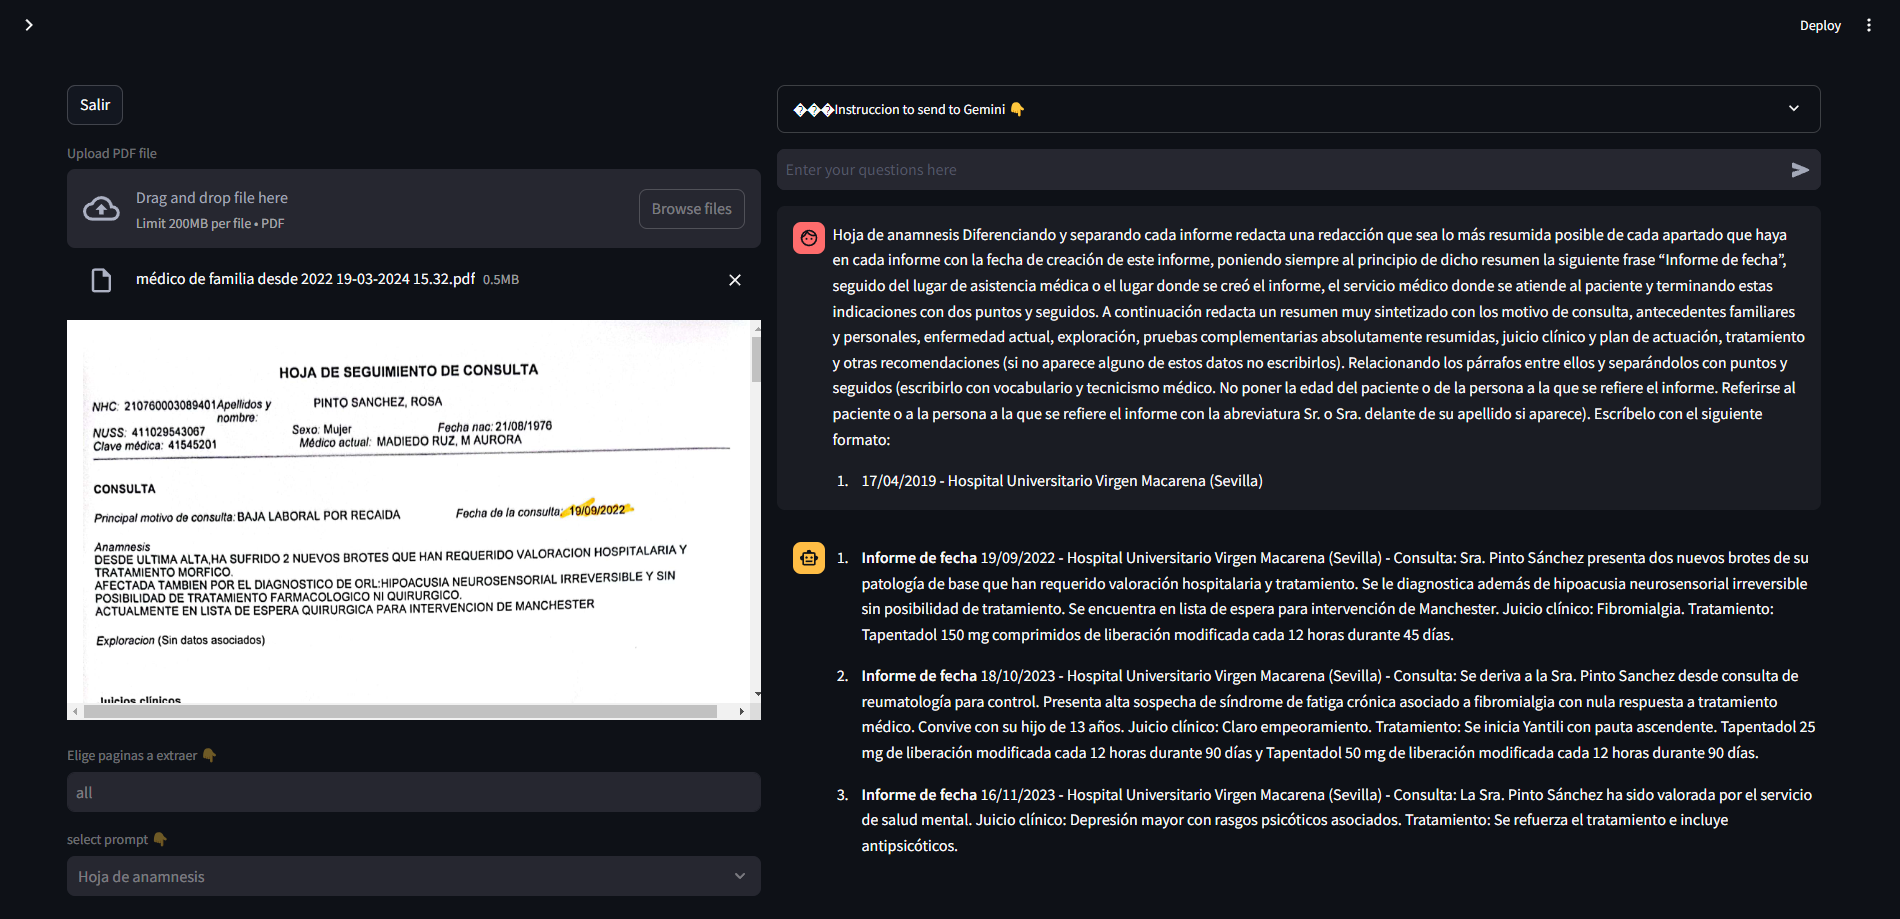 Deploy
Salir
Upload PDF file
Drag and drop file here
Limit 200MB per file • PDF
Browse files
médico de familia desde 2022 19-03-2024 15.32.pdf 0.5MB
HOJA DE SEGUIMIENTO DE CONSULTA
NHC: 210760003089401 Apellidos y nombre: PINTO SANCHEZ, ROSA
NUSS: 411029543067 Sexo: Mujer Fecha nac: 21/08/1976
Clave médica: 41545201 Médico actual: MADIEDO RUZ, M AURORA
CONSULTA
Principal motivo de consulta: BAJA LABORAL POR RECAIDA Fecha de la consulta: 19/09/2022
Anamnesis
DESDE ULTIMA ALTA,HA SUFRIDO 2 NUEVOS BROTES QUE HAN REQUERIDO VALORACION HOSPITALARIA Y
TRATAMIENTO MORFICO.
AFECTADA TAMBIEN POR EL DIAGNOSTICO DE ORL:HIPOACUSIA NEUROSENSORIAL IRREVERSIBLE Y SIN
POSIBILIDAD DE TRATAMIENTO FARMACOLOGICO NI QUIRURGICO.
ACTUALMENTE EN LISTA DE ESPERA QUIRURGICA PARA INTERVENCION DE MANCHESTER
Exploracion (Sin datos asociados)
Juicios clínicos
Elige paginas a extraer 👇
all
select prompt 👇
Hoja de anamnesis
���Instruccion to send to Gemini 👇
Enter your questions here
Hoja de anamnesis Diferenciando y separando cada informe redacta una redacción que sea lo más resumida posible de cada apartado que haya
en cada informe con la fecha de creación de este informe, poniendo siempre al principio de dicho resumen la siguiente frase “Informe de fecha”,
seguido del lugar de asistencia médica o el lugar donde se creó el informe, el servicio médico donde se atiende al paciente y terminando estas
indicaciones con dos puntos y seguidos. A continuación redacta un resumen muy sintetizado con los motivo de consulta, antecedentes familiares
y personales, enfermedad actual, exploración, pruebas complementarias absolutamente resumidas, juicio clínico y plan de actuación, tratamiento
y otras recomendaciones (si no aparece alguno de estos datos no escribirlos). Relacionando los párrafos entre ellos y separándolos con puntos y
seguidos (escribirlo con vocabulario y tecnicismo médico. No poner la edad del paciente o de la persona a la que se refiere el informe. Referirse al
paciente o a la persona a la que se refiere el informe con la abreviatura Sr. o Sra. delante de su apellido si aparece). Escríbelo con el siguiente
formato:
1. 17/04/2019 - Hospital Universitario Virgen Macarena (Sevilla)
1. Informe de fecha 19/09/2022 - Hospital Universitario Virgen Macarena (Sevilla) - Consulta: Sra. Pinto Sánchez presenta dos nuevos brotes de su
patología de base que han requerido valoración hospitalaria y tratamiento. Se le diagnostica además de hipoacusia neurosensorial irreversible
sin posibilidad de tratamiento. Se encuentra en lista de espera para intervención de Manchester. Juicio clínico: Fibromialgia. Tratamiento:
Tapentadol 150 mg comprimidos de liberación modificada cada 12 horas durante 45 días.
2. Informe de fecha 18/10/2023 - Hospital Universitario Virgen Macarena (Sevilla) - Consulta: Se deriva a la Sra. Pinto Sanchez desde consulta de
reumatología para control. Presenta alta sospecha de síndrome de fatiga crónica asociado a fibromialgia con nula respuesta a tratamiento
médico. Convive con su hijo de 13 años. Juicio clínico: Claro empeoramiento. Tratamiento: Se inicia Yantili con pauta ascendente. Tapentadol 25
mg de liberación modificada cada 12 horas durante 90 días y Tapentadol 50 mg de liberación modificada cada 12 horas durante 90 días.
3. Informe de fecha 16/11/2023 - Hospital Universitario Virgen Macarena (Sevilla) - Consulta: La Sra. Pinto Sánchez ha sido valorada por el servicio
de salud mental. Juicio clínico: Depresión mayor con rasgos psicóticos asociados. Tratamiento: Se refuerza el tratamiento e incluye
antipsicóticos.